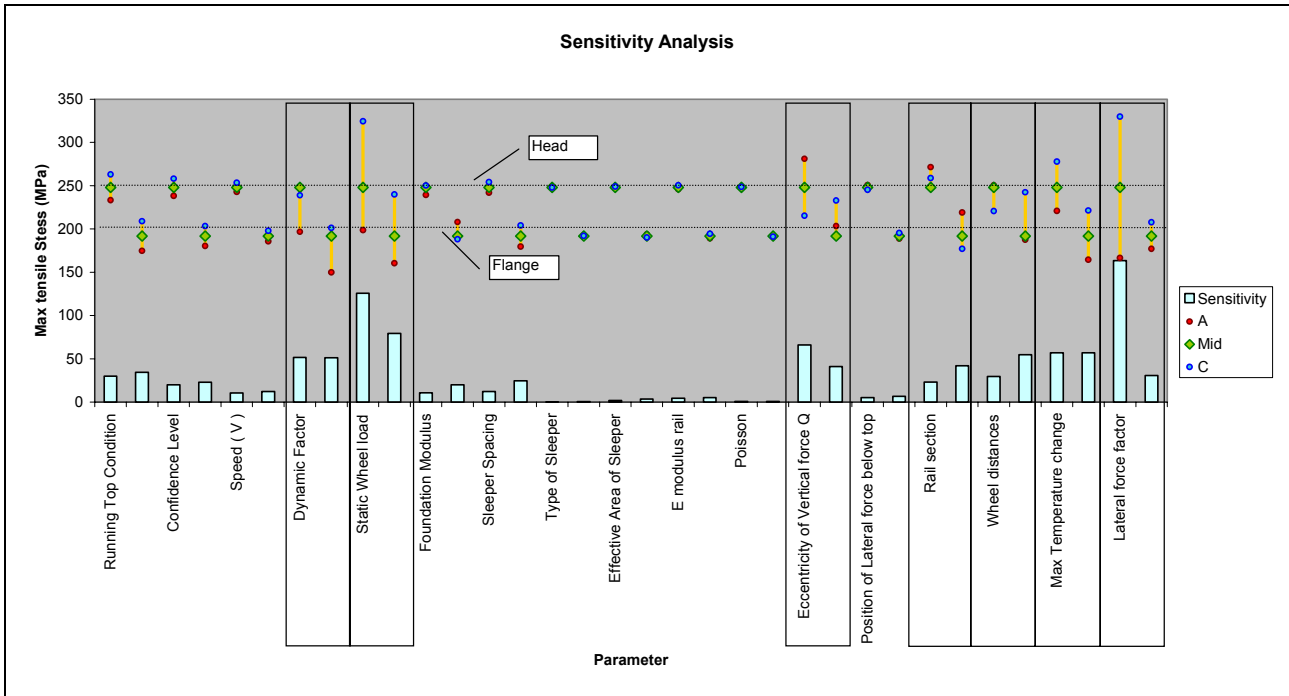 Sensitivity Analysis
Max tensile Stess (MPa)
350
300
250
200
150
100
50
0
Head
Flange
Sensitivity
A
Mid
C
Running Top Condition
Confidence Level
Speed ( V )
Dynamic Factor
Static Wheel load
Foundation Modulus
Sleeper Spacing
Type of Sleeper
Effective Area of Sleeper
E modulus rail
Poisson
Eccentricity of Vertical force Q
Position of Lateral force below top
Rail section
Wheel distances
Max Temperature change
Lateral force factor
Parameter